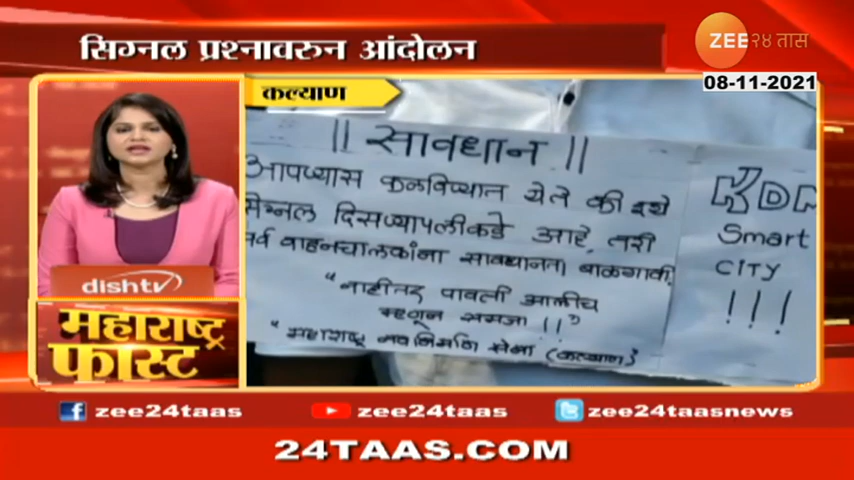 सिग्नल प्रश्नावरुन आंदोलन
ZEE २४ तास
08-11-2021
कल्याण
|| सावधान ||
आपण्यास कळविण्यात येते की इथे
सिग्नल दिसण्यापलीकडे आहे, तरी
सर्व वाहनचालकांना सावधानता बाळगावी,
"नाहीतर पावती आलीच
म्हणून समजा !!"
"महाराष्ट्र नवनिर्माण सेना (कल्याण)
KDM
Smart
CITY
!!!
dishtv
महाराष्ट्र
फास्ट
zee24taas
zee24taas
zee24taasnews
24TAAS.COM